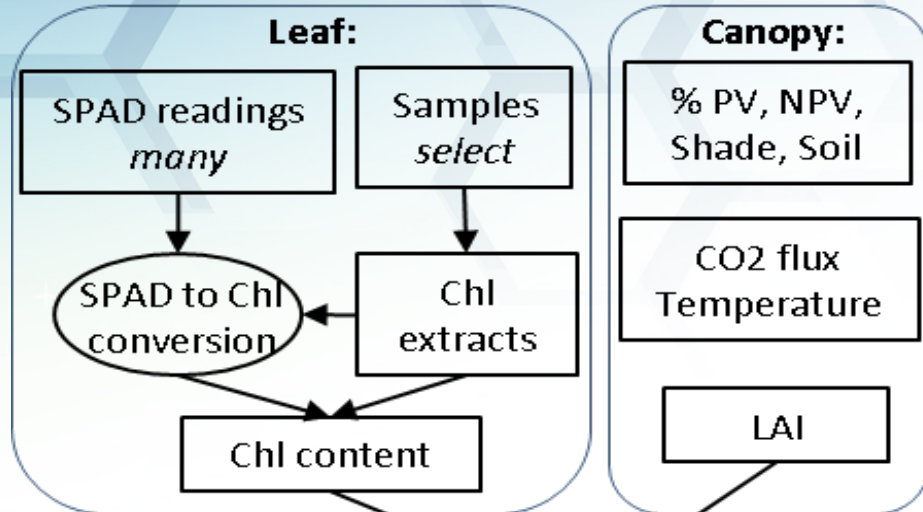 Leaf:
SPAD readings
many
Samples
select
SPAD to Chl
conversion
Chl
extracts
Chl content
Canopy:
% PV, NPV,
Shade, Soil
CO2 flux
Temperature
LAI